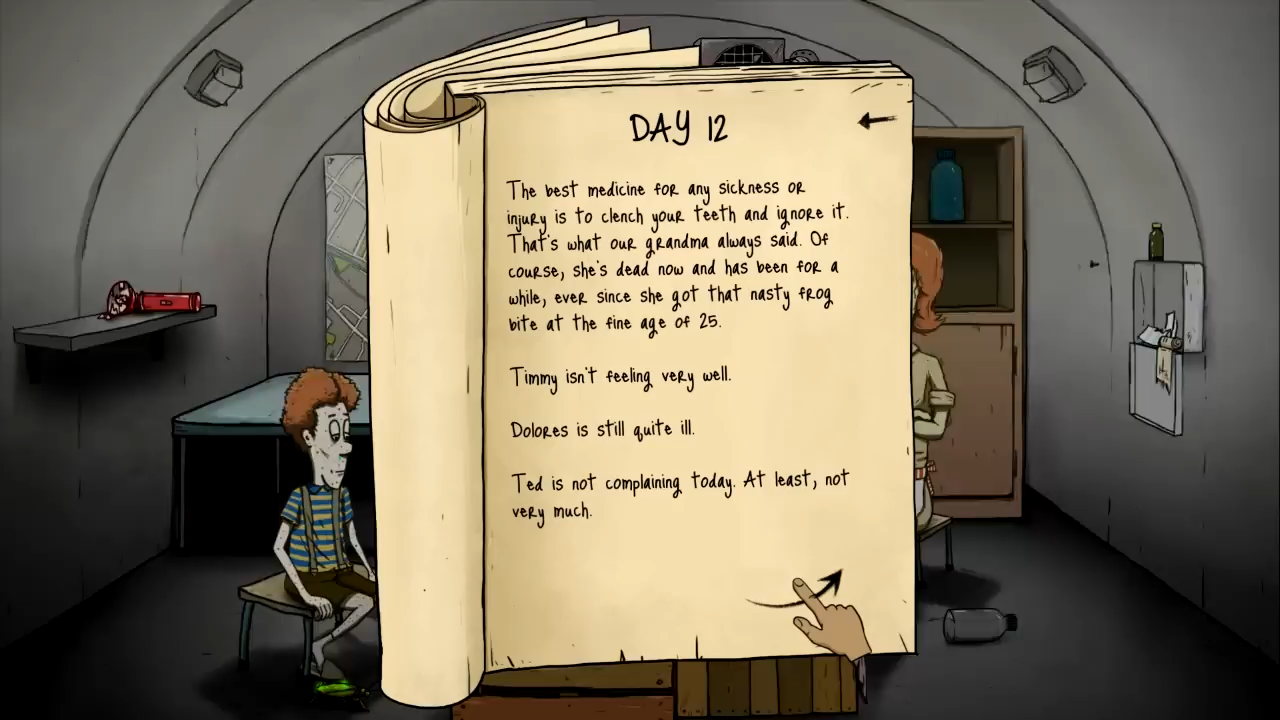 DAY 12
The best medicine for any sickness or
injury is to clench your teeth and ignore it.
That's what our grandma always said. Of
course, she's dead now and has been for a
while, ever since she got that nasty frog
bite at the fine age of 25.
Timmy isn't feeling very well.
Dolores is still quite ill.
Ted is not complaining today. At least, not
very much.